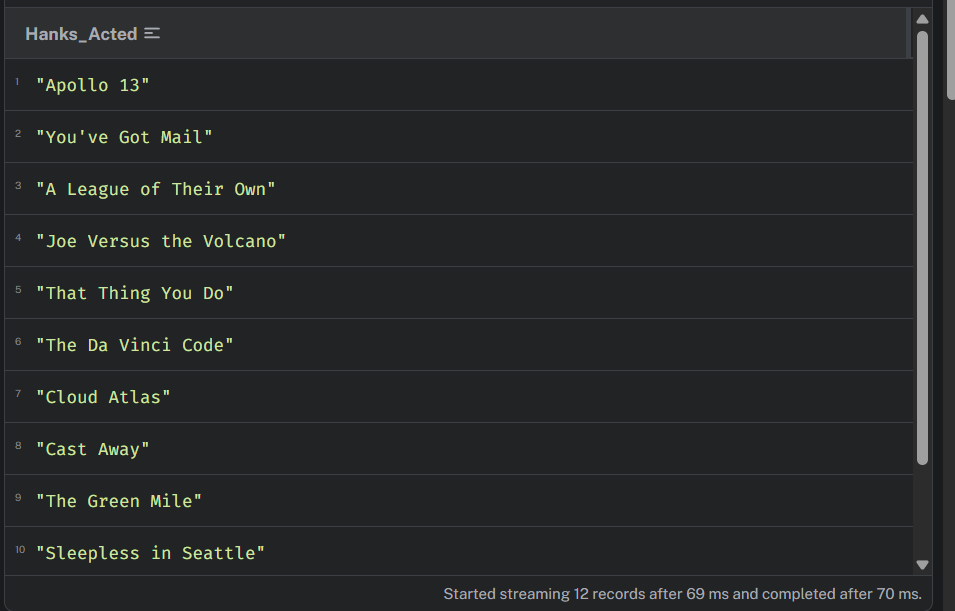 Hanks_Acted
1 "Apollo 13"
2 "You've Got Mail"
3 "A League of Their Own"
4 "Joe Versus the Volcano"
5 "That Thing You Do"
6 "The Da Vinci Code"
7 "Cloud Atlas"
8 "Cast Away"
9 "The Green Mile"
10 "Sleepless in Seattle"
Started streaming 12 records after 69 ms and completed after 70 ms.